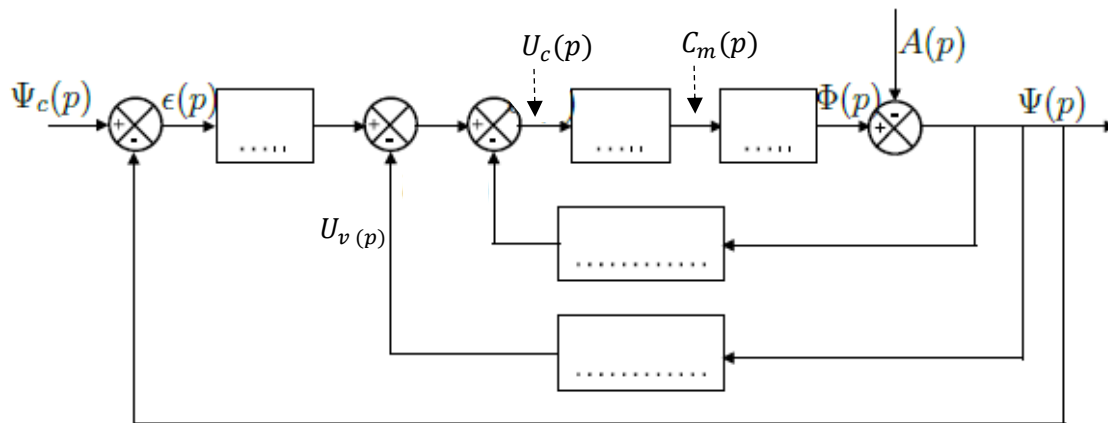 U_c(p)
C_m(p)
A(p)
Ψ_c(p)
ϵ(p)
Φ(p)
Ψ(p)
+
-
+
-
+
-
+
-
.....
.....
.....
U_v (p)
............
............